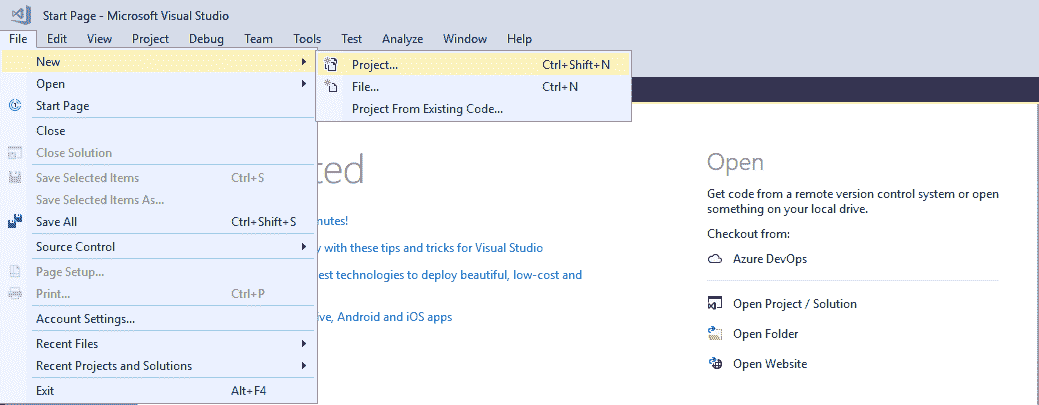 Start Page - Microsoft Visual Studio
File Edit View Project Debug Team Tools Test Analyze Window Help
New
Open
Start Page
Close
Close Solution
Save Selected Items Ctrl+S
Save Selected Items As...
Save All Ctrl+Shift+S
Source Control
Page Setup...
Print... Ctrl+P
Account Settings...
Recent Files
Recent Projects and Solutions
Exit Alt+F4
Project... Ctrl+Shift+N
File... Ctrl+N
Project From Existing Code...
ted
nutes!
y with these tips and tricks for Visual Studio
est technologies to deploy beautiful, low-cost and
ive, Android and iOS apps
Open
Get code from a remote version control system or open
something on your local drive.
Checkout from:
Azure DevOps
Open Project / Solution
Open Folder
Open Website